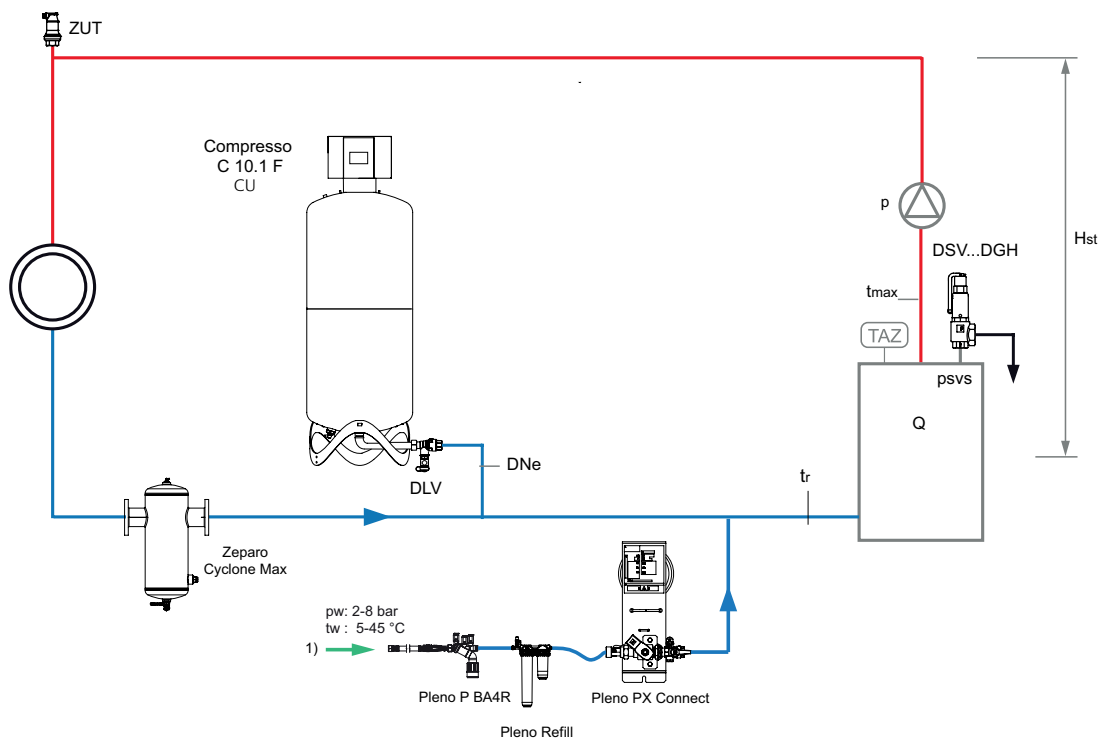 ZUT
Compresso
C 10.1 F
CU
p
Hst
DSV...DGH
tmax
TAZ
psvs
Q
DNe
DLV
tr
Zeparo
Cyclone Max
pw: 2-8 bar
tw : 5-45 °C
1)
Pleno P BA4R
Pleno PX Connect
Pleno Refill